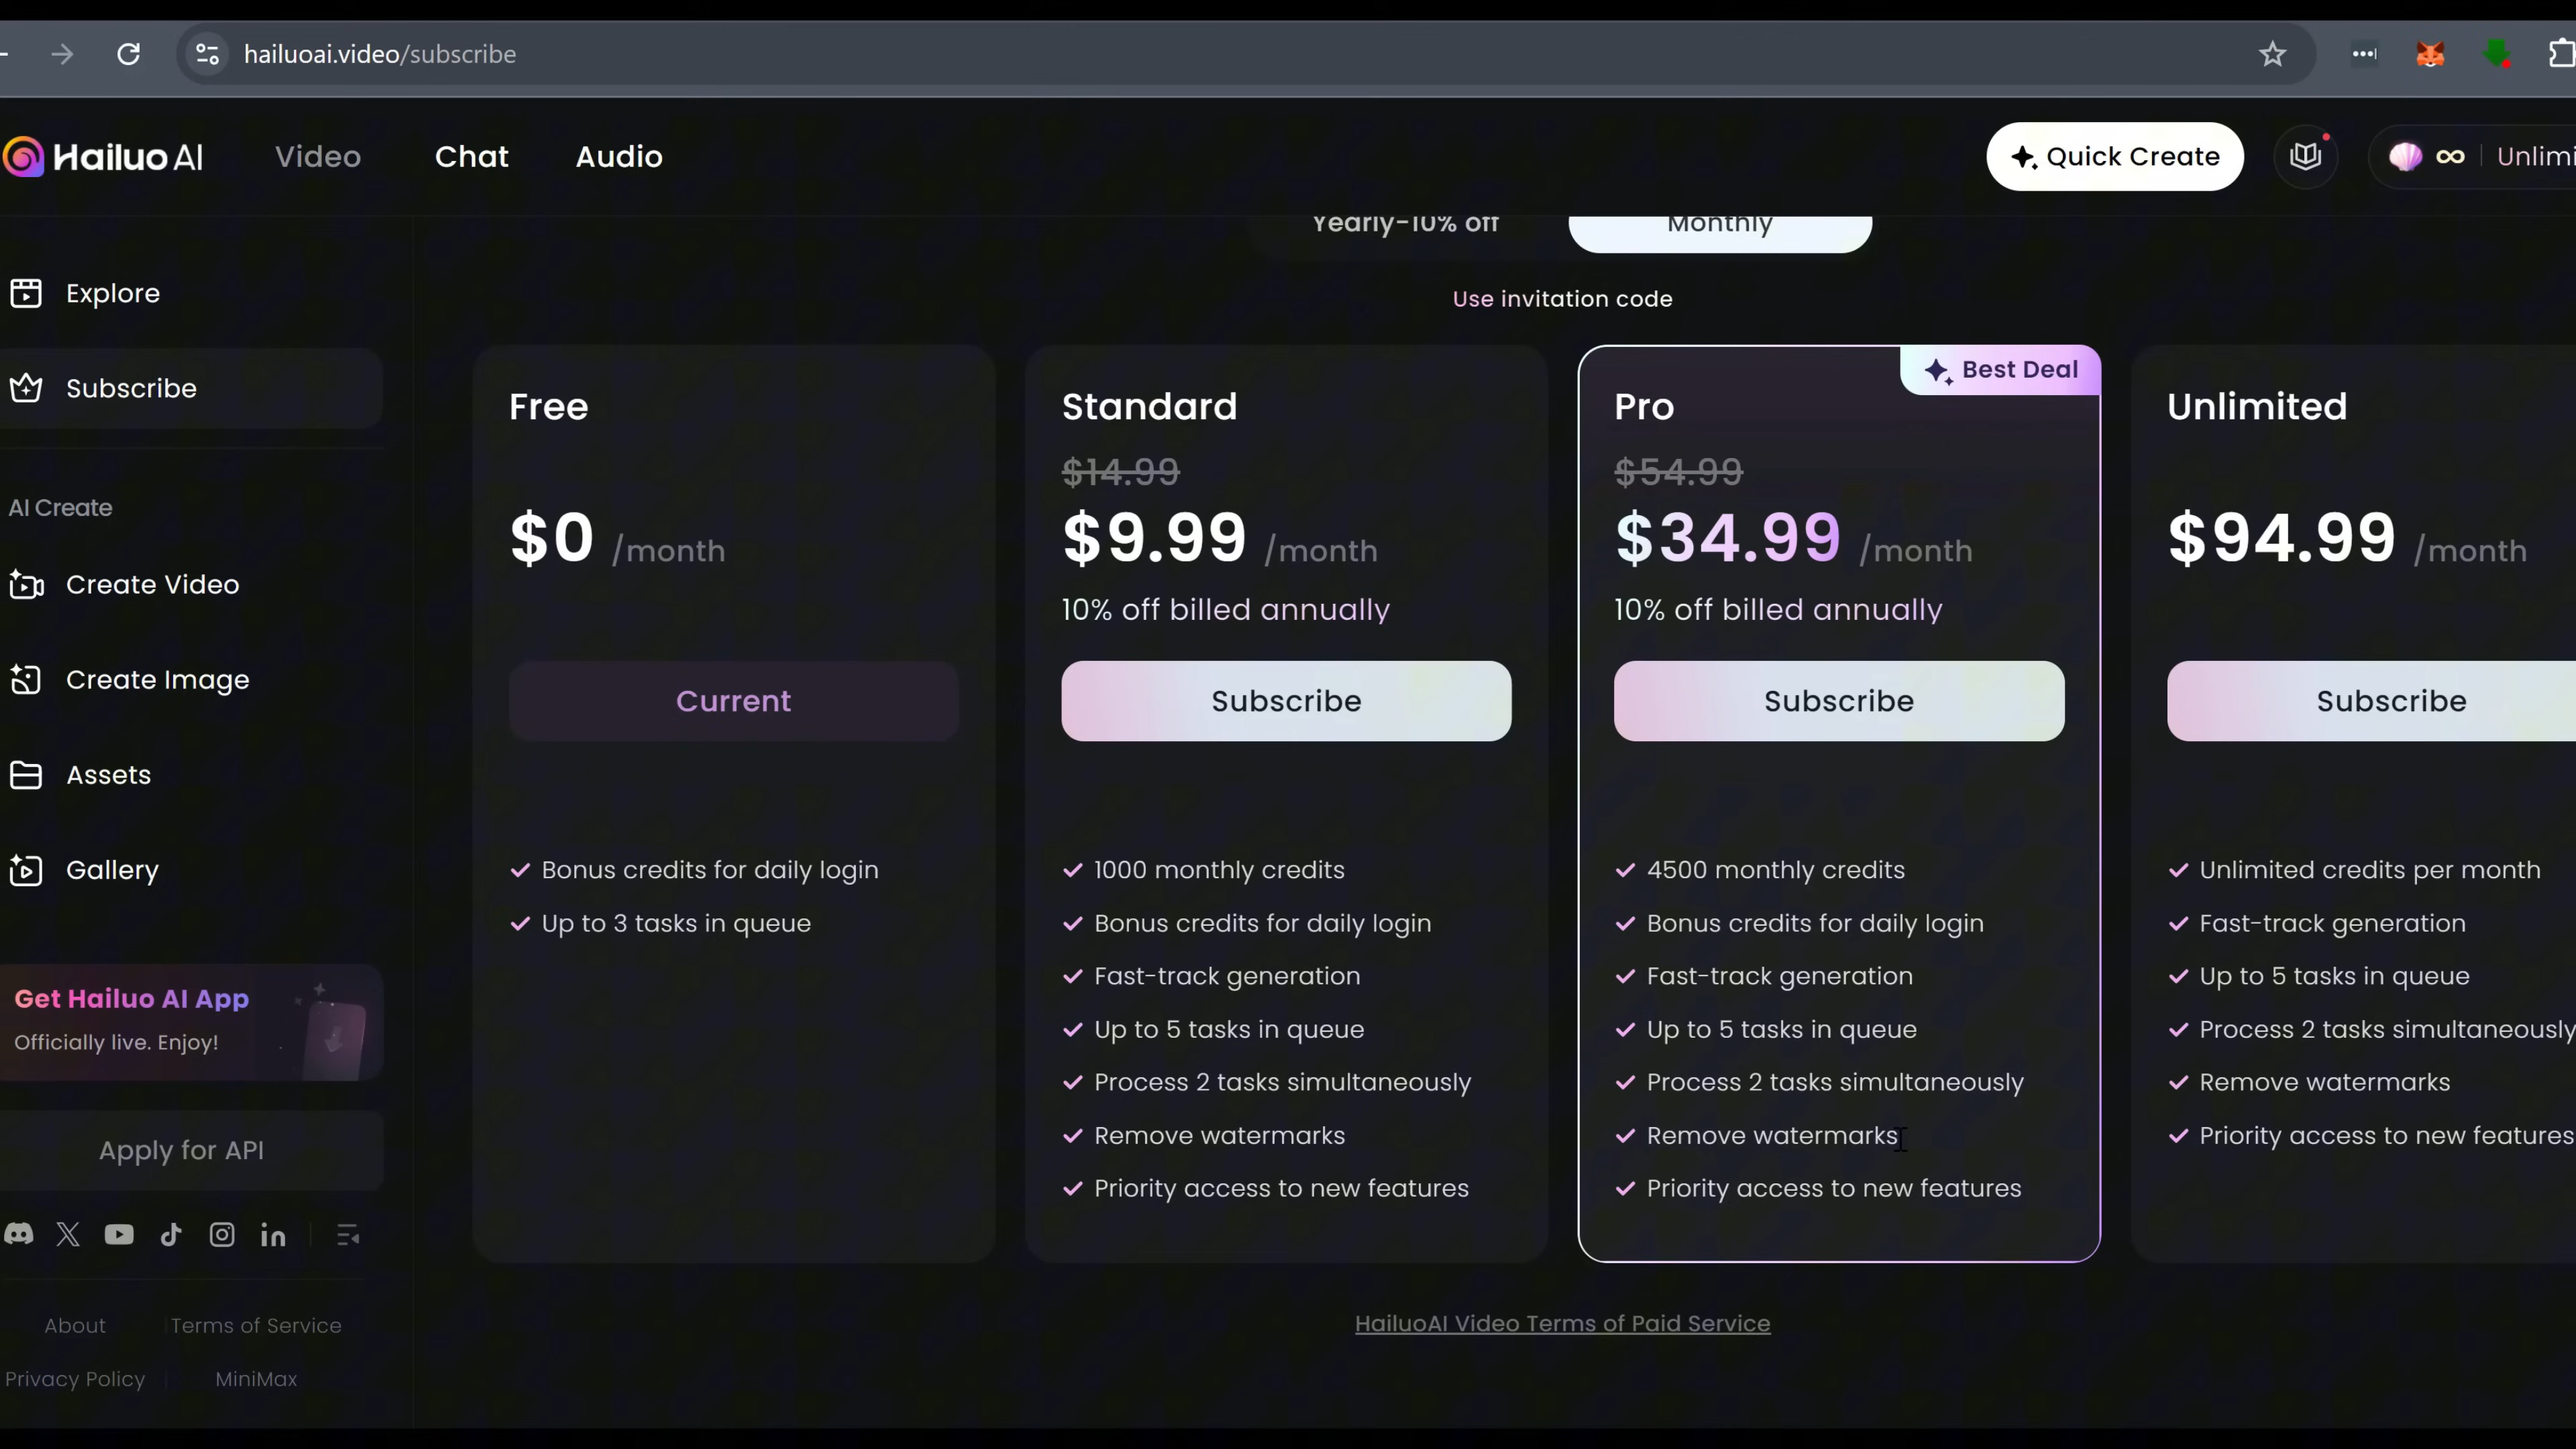 hailuoai.video/subscribe
Hailuo AI
Video
Chat
Audio
Quick Create
Yearly-10% off
Monthly
Use invitation code
Explore
Subscribe
AI Create
Create Video
Create Image
Assets
Gallery
Get Hailuo AI App
Officially live. Enjoy!
Apply for API
About
Terms of Service
Privacy Policy
MiniMax
Free
$0 /month
Current
Bonus credits for daily login
Up to 3 tasks in queue
Standard
$14.99
$9.99 /month
10% off billed annually
Subscribe
1000 monthly credits
Bonus credits for daily login
Fast-track generation
Up to 5 tasks in queue
Process 2 tasks simultaneously
Remove watermarks
Priority access to new features
Best Deal
Pro
$54.99
$34.99 /month
10% off billed annually
Subscribe
4500 monthly credits
Bonus credits for daily login
Fast-track generation
Up to 5 tasks in queue
Process 2 tasks simultaneously
Remove watermarks
Priority access to new features
Unlimited
$94.99 /month
Subscribe
Unlimited credits per month
Fast-track generation
Up to 5 tasks in queue
Process 2 tasks simultaneously
Remove watermarks
Priority access to new features
HailuoAI Video Terms of Paid Service